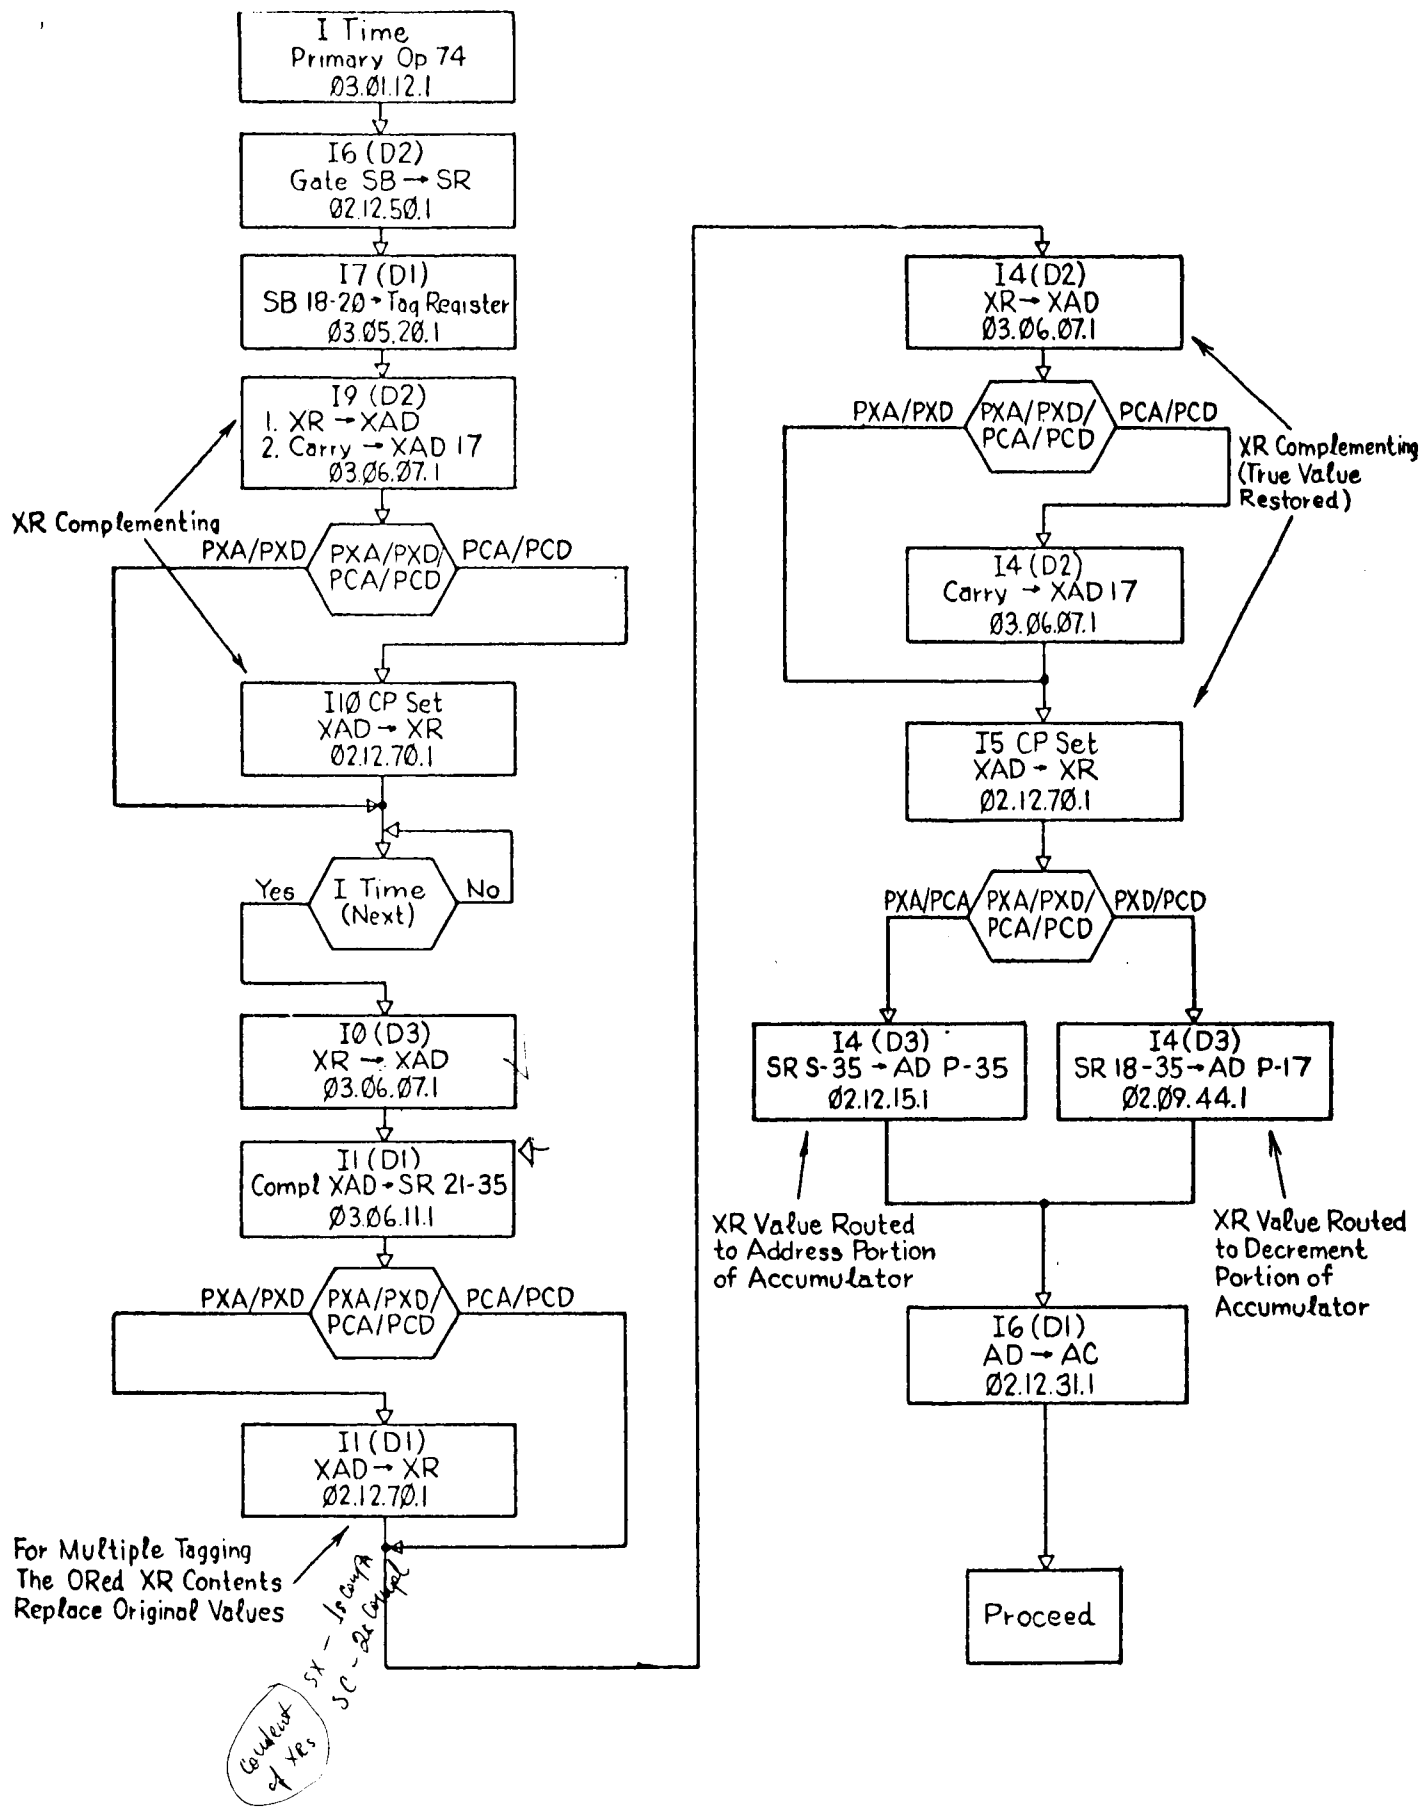 I Time
Primary Op 74
Ø3.Ø1.12.1
I6 (D2)
Gate SB → SR
Ø2.12.5Ø.1
I7 (D1)
SB 18-2Ø → Tag Register
Ø3.Ø5.2Ø.1
I9 (D2)
1. XR → XAD
2. Carry → XAD 17
Ø3.Ø6.Ø7.1
XR Complementing
PXA/PXD
PXA/PXD/
PCA/PCD
PCA/PCD
I1Ø CP Set
XAD → XR
Ø2.12.7Ø.1
Yes
I Time
(Next)
No
IØ (D3)
XR → XAD
Ø3.Ø6.Ø7.1
I1 (D1)
Compl XAD → SR 21-35
Ø3.Ø6.11.1
PXA/PXD
PXA/PXD/
PCA/PCD
PCA/PCD
I1 (D1)
XAD → XR
Ø2.12.7Ø.1
For Multiple Tagging
The ORed XR Contents
Replace Original Values
SX - 1s Compl
SC - 2s Compl
of XRs
I4 (D2)
XR → XAD
Ø3.Ø6.Ø7.1
PXA/PXD
PXA/PXD/
PCA/PCD
PCA/PCD
XR Complementing
(True Value
Restored)
I4 (D2)
Carry → XAD 17
Ø3.Ø6.Ø7.1
I5 CP Set
XAD → XR
Ø2.12.7Ø.1
PXA/PCA
PXA/PXD/
PCA/PCD
PXD/PCD
I4 (D3)
SR S-35 → AD P-35
Ø2.12.15.1
I4 (D3)
SR 18-35 → AD P-17
Ø2.Ø9.44.1
XR Value Routed
to Address Portion
of Accumulator
XR Value Routed
to Decrement
Portion of
Accumulator
I6 (D1)
AD → AC
Ø2.12.31.1
Proceed